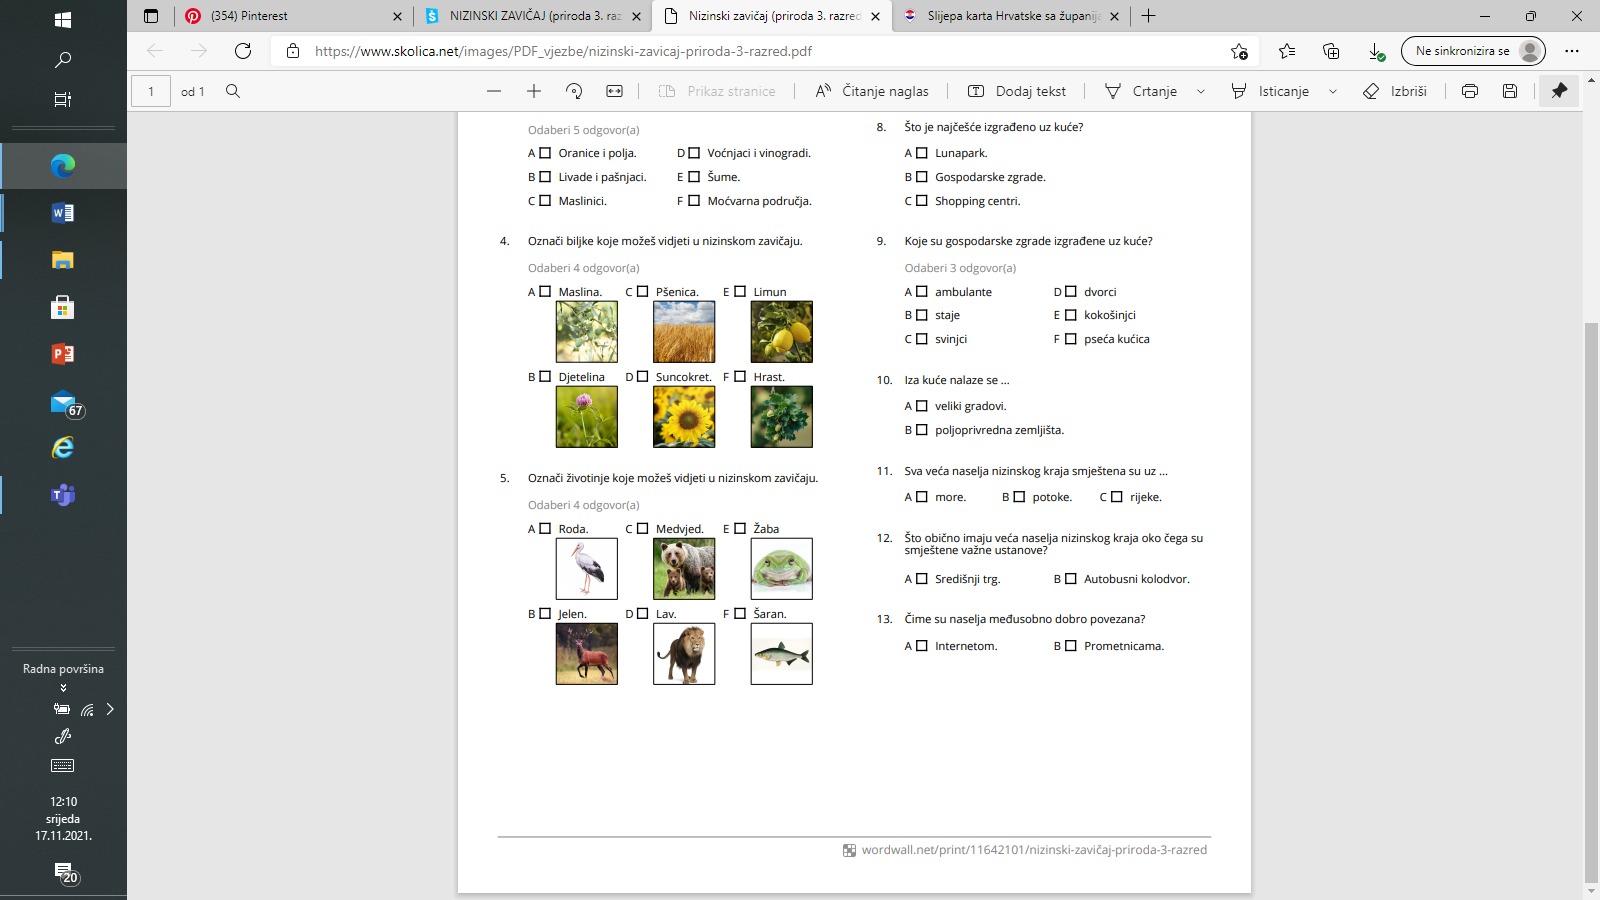 (354) Pinterest
NIZINSKI ZAVIČAJ (priroda 3. raz
Nizinski zavičaj (priroda 3. razred
Slijepa karta Hrvatske sa županija
https://www.skolica.net/images/PDF_vjezbe/nizinski-zavicaj-priroda-3-razred.pdf
Ne sinkronizira se
1 od 1
Prikaz stranice
Čitanje naglas
Dodaj tekst
Crtanje
Isticanje
Izbriši
Odaberi 5 odgovor(a)
A Oranice i polja. D Voćnjaci i vinogradi.
B Livade i pašnjaci. E Šume.
C Maslinici. F Moćvarna područja.
4. Označi biljke koje možeš vidjeti u nizinskom zavičaju.
Odaberi 4 odgovor(a)
A Maslina. C Pšenica. E Limun
B Djetelina D Suncokret. F Hrast.
5. Označi životinje koje možeš vidjeti u nizinskom zavičaju.
Odaberi 4 odgovor(a)
A Roda. C Medvjed. E Žaba
B Jelen. D Lav. F Šaran.
8. Što je najčešće izgrađeno uz kuće?
A Lunapark.
B Gospodarske zgrade.
C Shopping centri.
9. Koje su gospodarske zgrade izgrađene uz kuće?
Odaberi 3 odgovor(a)
A ambulante D dvorci
B staje E kokošinjci
C svinjci F pseća kućica
10. Iza kuće nalaze se ...
A veliki gradovi.
B poljoprivredna zemljišta.
11. Sva veća naselja nizinskog kraja smještena su uz ...
A more. B potoke. C rijeke.
12. Što obično imaju veća naselja nizinskog kraja oko čega su
smještene važne ustanove?
A Središnji trg. B Autobusni kolodvor.
13. Čime su naselja međusobno dobro povezana?
A Internetom. B Prometnicama.
wordwall.net/print/11642101/nizinski-zavičaj-priroda-3-razred
67
Radna površina
12:10
srijeda
17.11.2021.
20